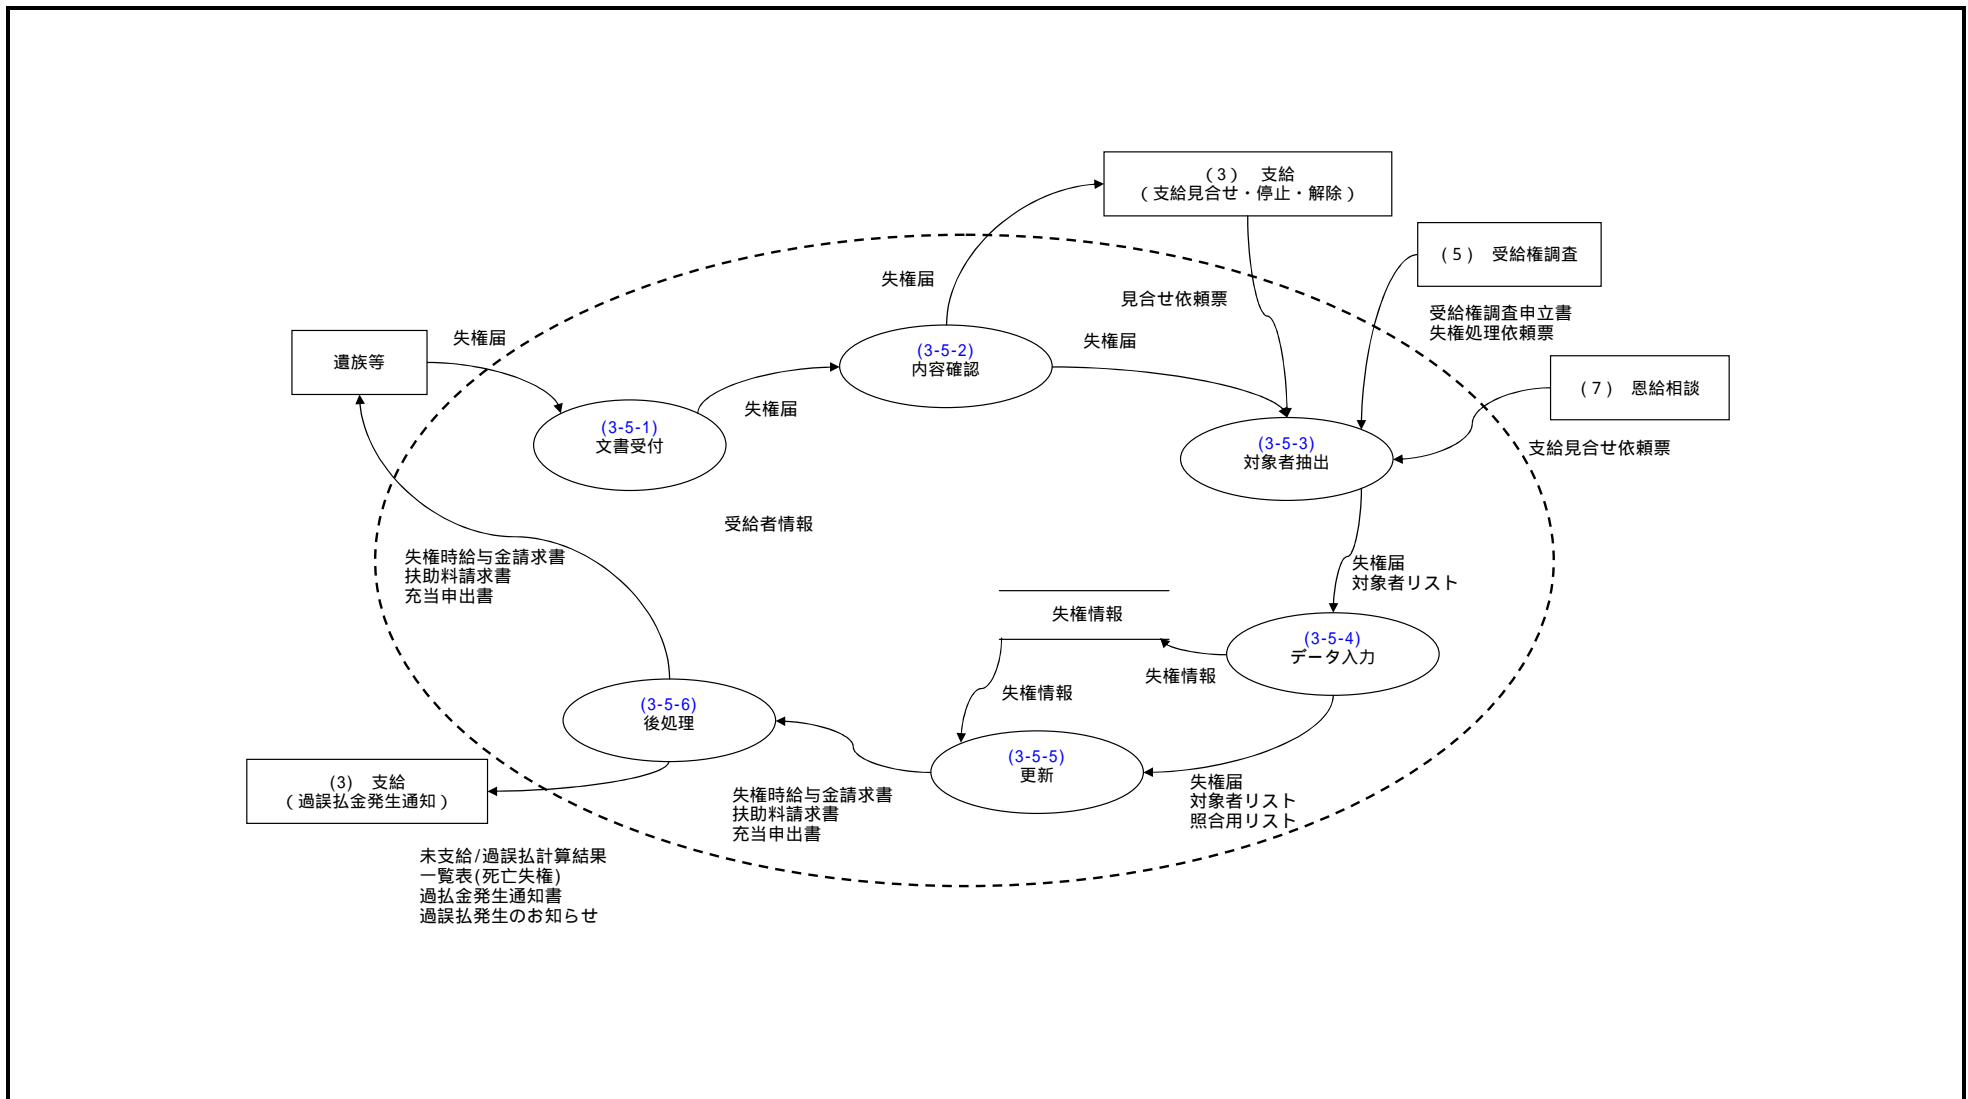 （3）　支給
（支給見合せ・停止・解除）
（5）　受給権調査
失権届
見合せ依頼票
受給権調査申立書
失権処理依頼票
失権届
遺族等
失権届
(3-5-2)
内容確認
（7）　恩給相談
失権届
(3-5-1)
文書受付
(3-5-3)
対象者抽出
支給見合せ依頼票
受給者情報
失権時給与金請求書
扶助料請求書
充当申出書
失権届
対象者リスト
失権情報
(3-5-4)
データ入力
失権情報
失権情報
(3-5-6)
後処理
(3-5-5)
更新
(3)　支給
（過誤払金発生通知）
失権時給与金請求書
扶助料請求書
充当申出書
失権届
対象者リスト
照合用リスト
未支給/過誤払計算結果
一覧表(死亡失権)
過払金発生通知書
過誤払発生のお知らせ